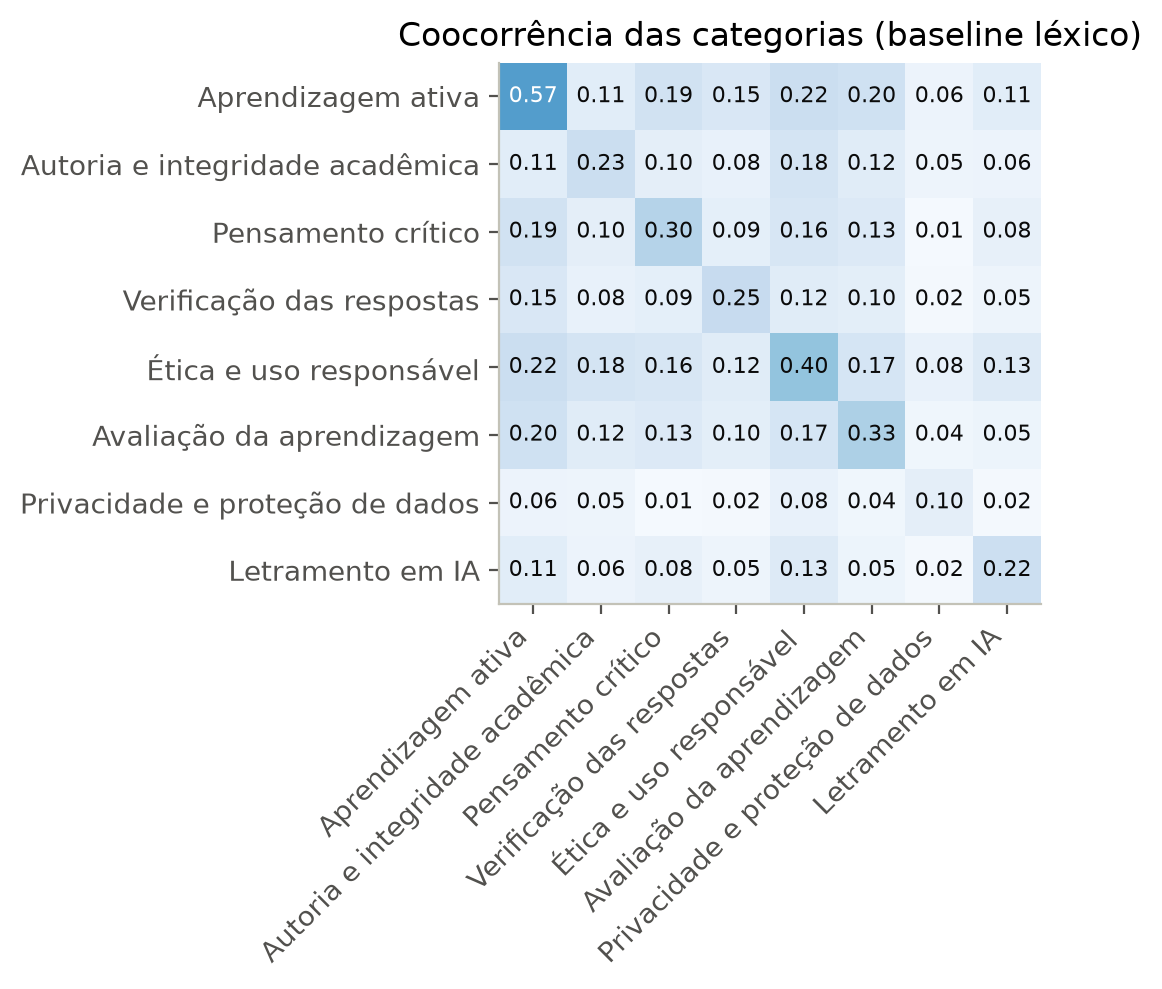 Coocorrência das categorias (baseline léxico)
Aprendizagem ativa 0.57 0.11 0.19 0.15 0.22 0.20 0.06 0.11
Autoria e integridade acadêmica 0.11 0.23 0.10 0.08 0.18 0.12 0.05 0.06
Pensamento crítico 0.19 0.10 0.30 0.09 0.16 0.13 0.01 0.08
Verificação das respostas 0.15 0.08 0.09 0.25 0.12 0.10 0.02 0.05
Ética e uso responsável 0.22 0.18 0.16 0.12 0.40 0.17 0.08 0.13
Avaliação da aprendizagem 0.20 0.12 0.13 0.10 0.17 0.33 0.04 0.05
Privacidade e proteção de dados 0.06 0.05 0.01 0.02 0.08 0.04 0.10 0.02
Letramento em IA 0.11 0.06 0.08 0.05 0.13 0.05 0.02 0.22
Aprendizagem ativa
Autoria e integridade acadêmica
Pensamento crítico
Verificação das respostas
Ética e uso responsável
Avaliação da aprendizagem
Privacidade e proteção de dados
Letramento em IA